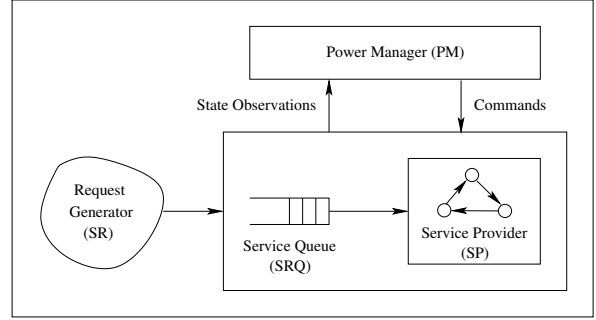 Power Manager (PM)
State Observations
Commands
Request
Generator
(SR)
Service Queue
(SRQ)
Service Provider
(SP)